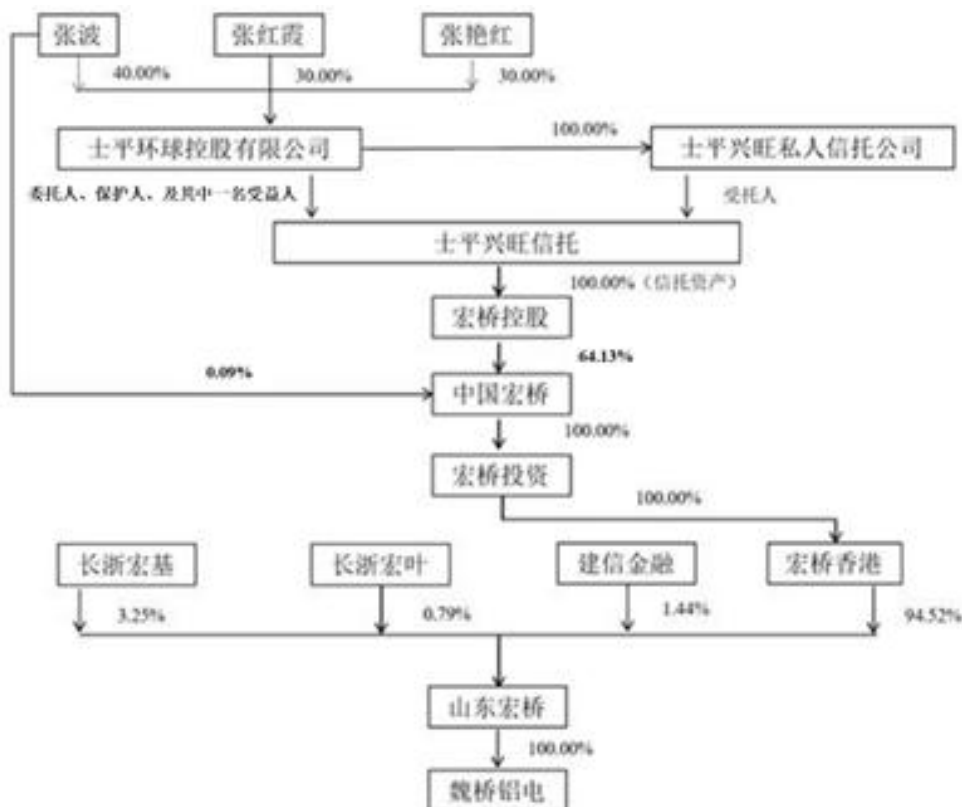 张波 张红霞 张艳红
40.00% 30.00% 30.00%
100.00%
士平环球控股有限公司 士平兴旺私人信托公司
委托人、保护人、及其中一名受益人 受托人
士平兴旺信托
100.00%（信托资产）
宏桥控股
64.13%
0.09%
中国宏桥
100.00%
宏桥投资
100.00%
长浙宏基 长浙宏叶 建信金融 宏桥香港
3.25% 0.79% 1.44% 94.52%
山东宏桥
100.00%
魏桥铝电